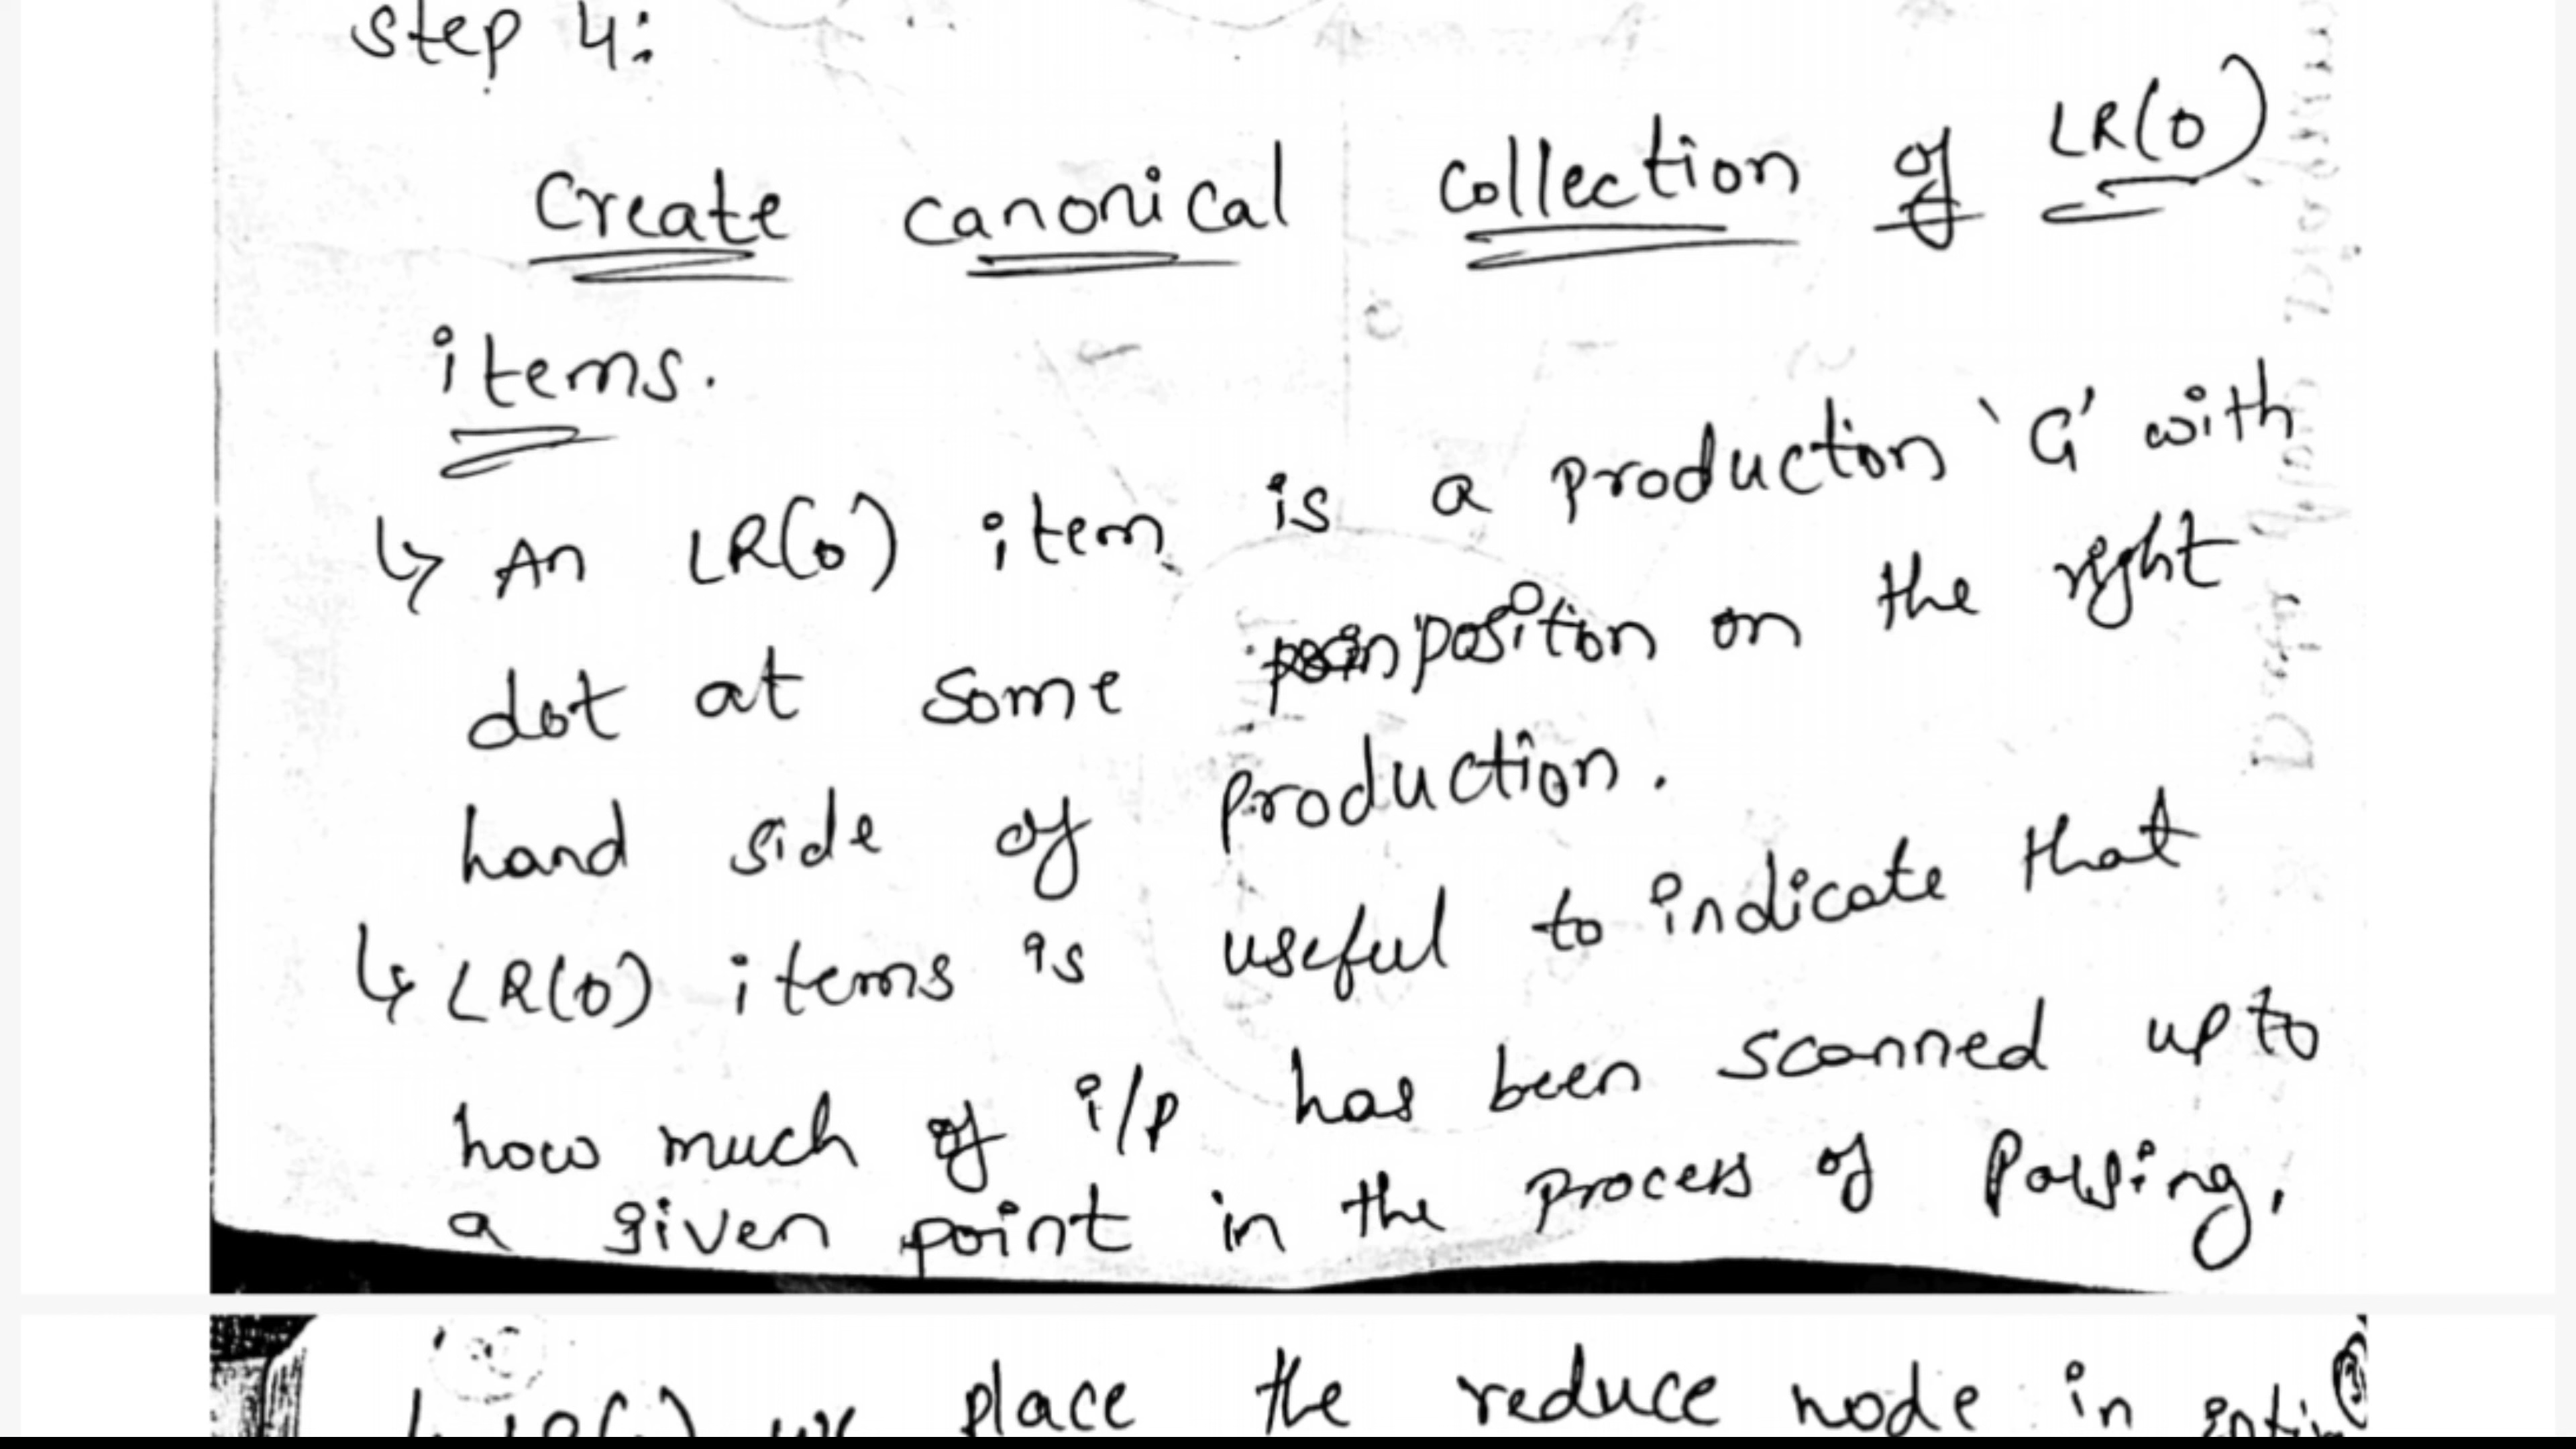 step 4:
Create canonical collection of LR(0)
items.
↳ An LR(0) item is a production 'G' with
dot at some position on the right
hand side of production.
↳ LR(0) items is useful to indicate that
how much of i/p has been scanned up to
a given point in the process of Parsing.
place the reduce node in